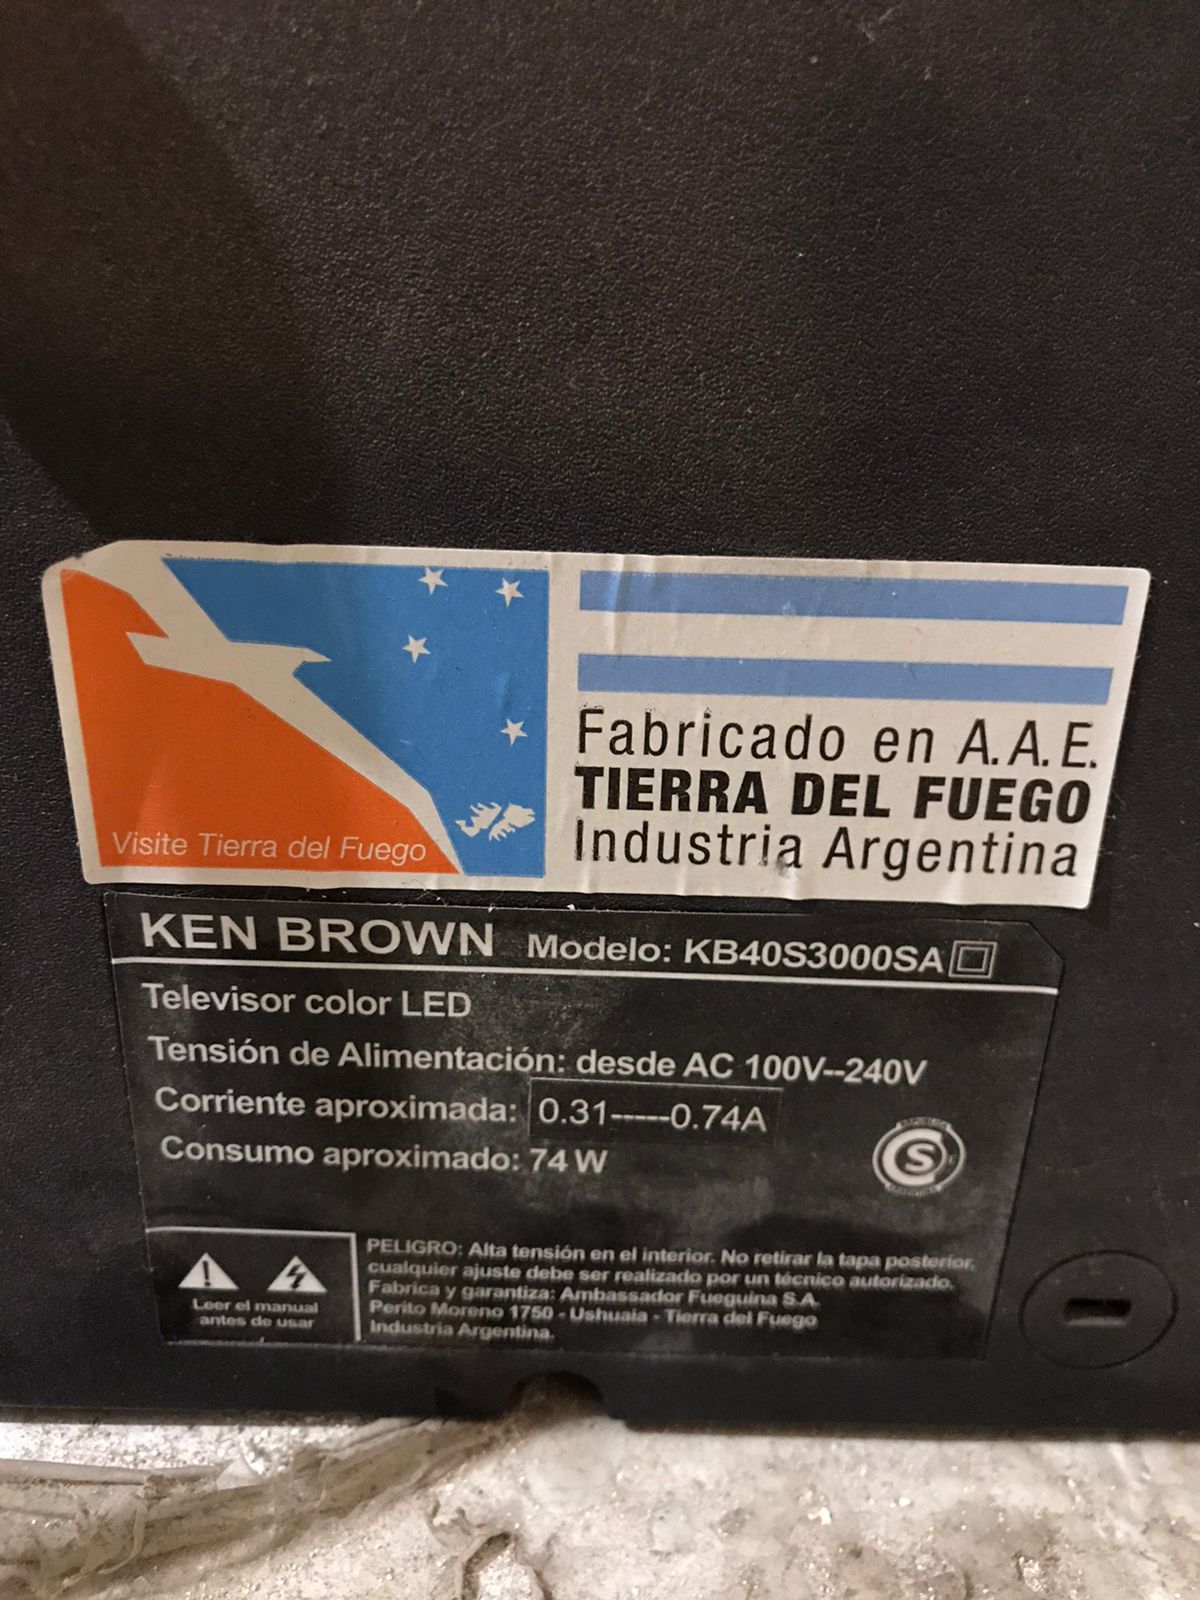 Visite Tierra del Fuego
Fabricado en A.A.E.
TIERRA DEL FUEGO
Industria Argentina
KEN BROWN Modelo: KB40S3000SA
Televisor color LED
Tensión de Alimentación: desde AC 100V--240V
Corriente aproximada: 0.31-----0.74A
Consumo aproximado: 74 W
REPUBLICA
S
ARGENTINA
Leer el manual
antes de usar
PELIGRO: Alta tensión en el interior. No retirar la tapa posterior,
cualquier ajuste debe ser realizado por un técnico autorizado.
Fabrica y garantiza: Ambassador Fueguina S.A.
Perito Moreno 1750 - Ushuaia - Tierra del Fuego
Industria Argentina.